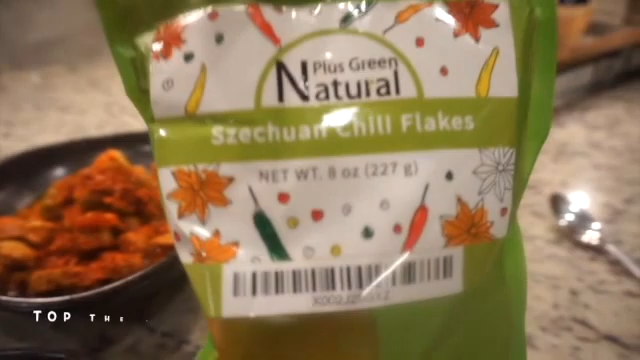 Plus Green
Natural
Szechuan Chili Flakes
NET WT. 8 oz (227 g)
TOP THE